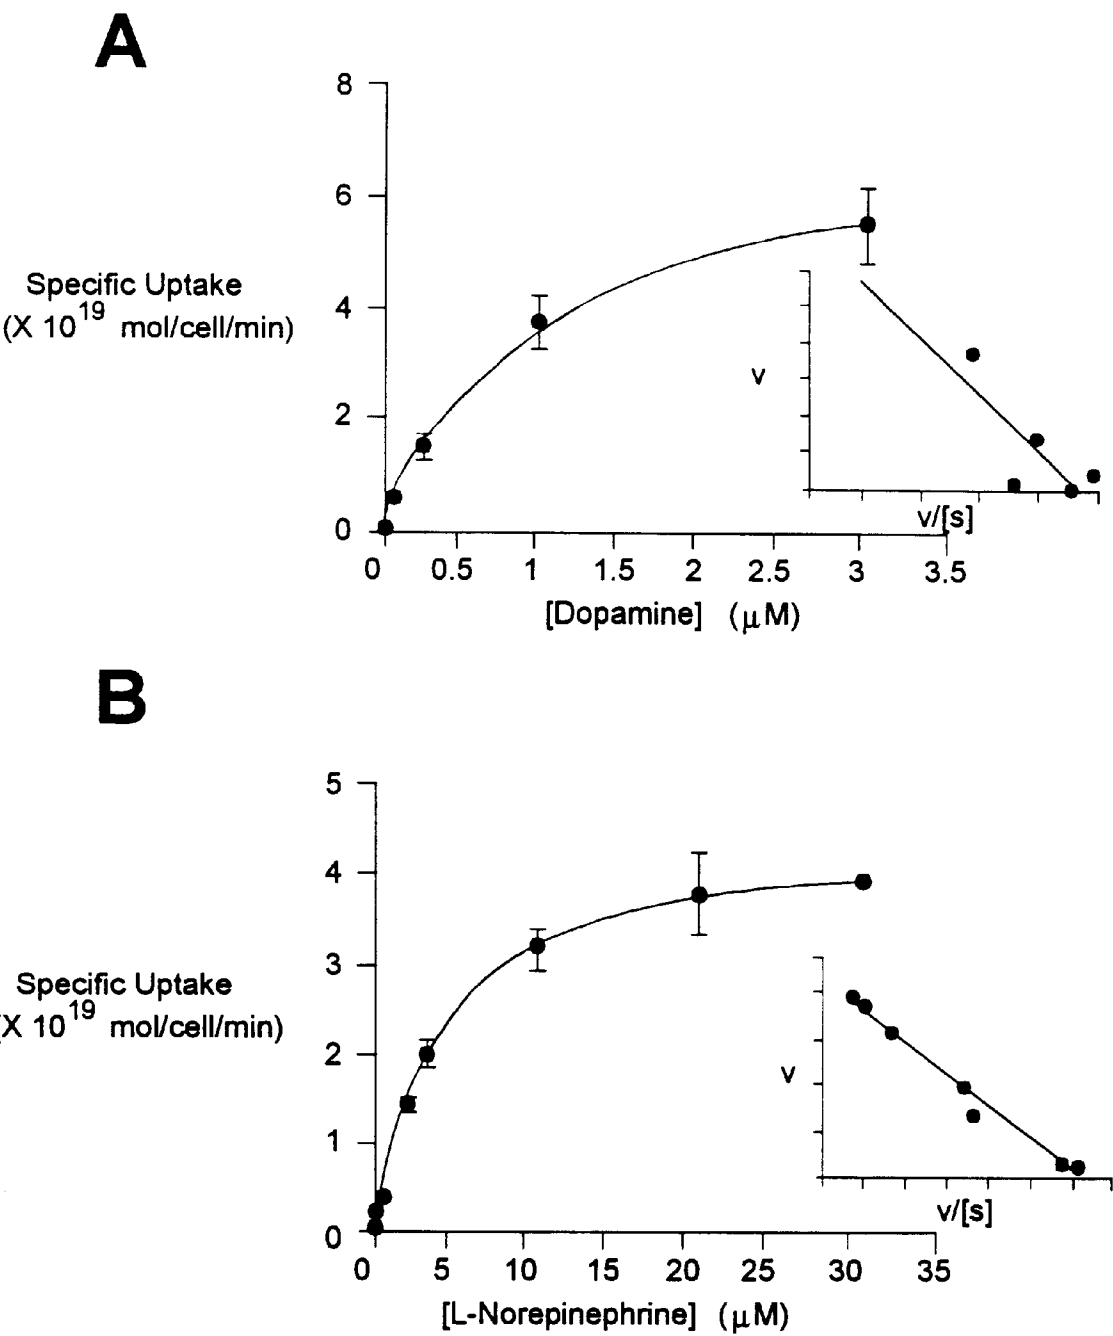 A
8
6
4
2
0
Specific Uptake
(X 10^19 mol/cell/min)
v
v/[s]
0 0.5 1 1.5 2 2.5 3 3.5
[Dopamine] (μM)
B
5
4
3
2
1
0
Specific Uptake
(X 10^19 mol/cell/min)
v
v/[s]
0 5 10 15 20 25 30 35
[L-Norepinephrine] (μM)